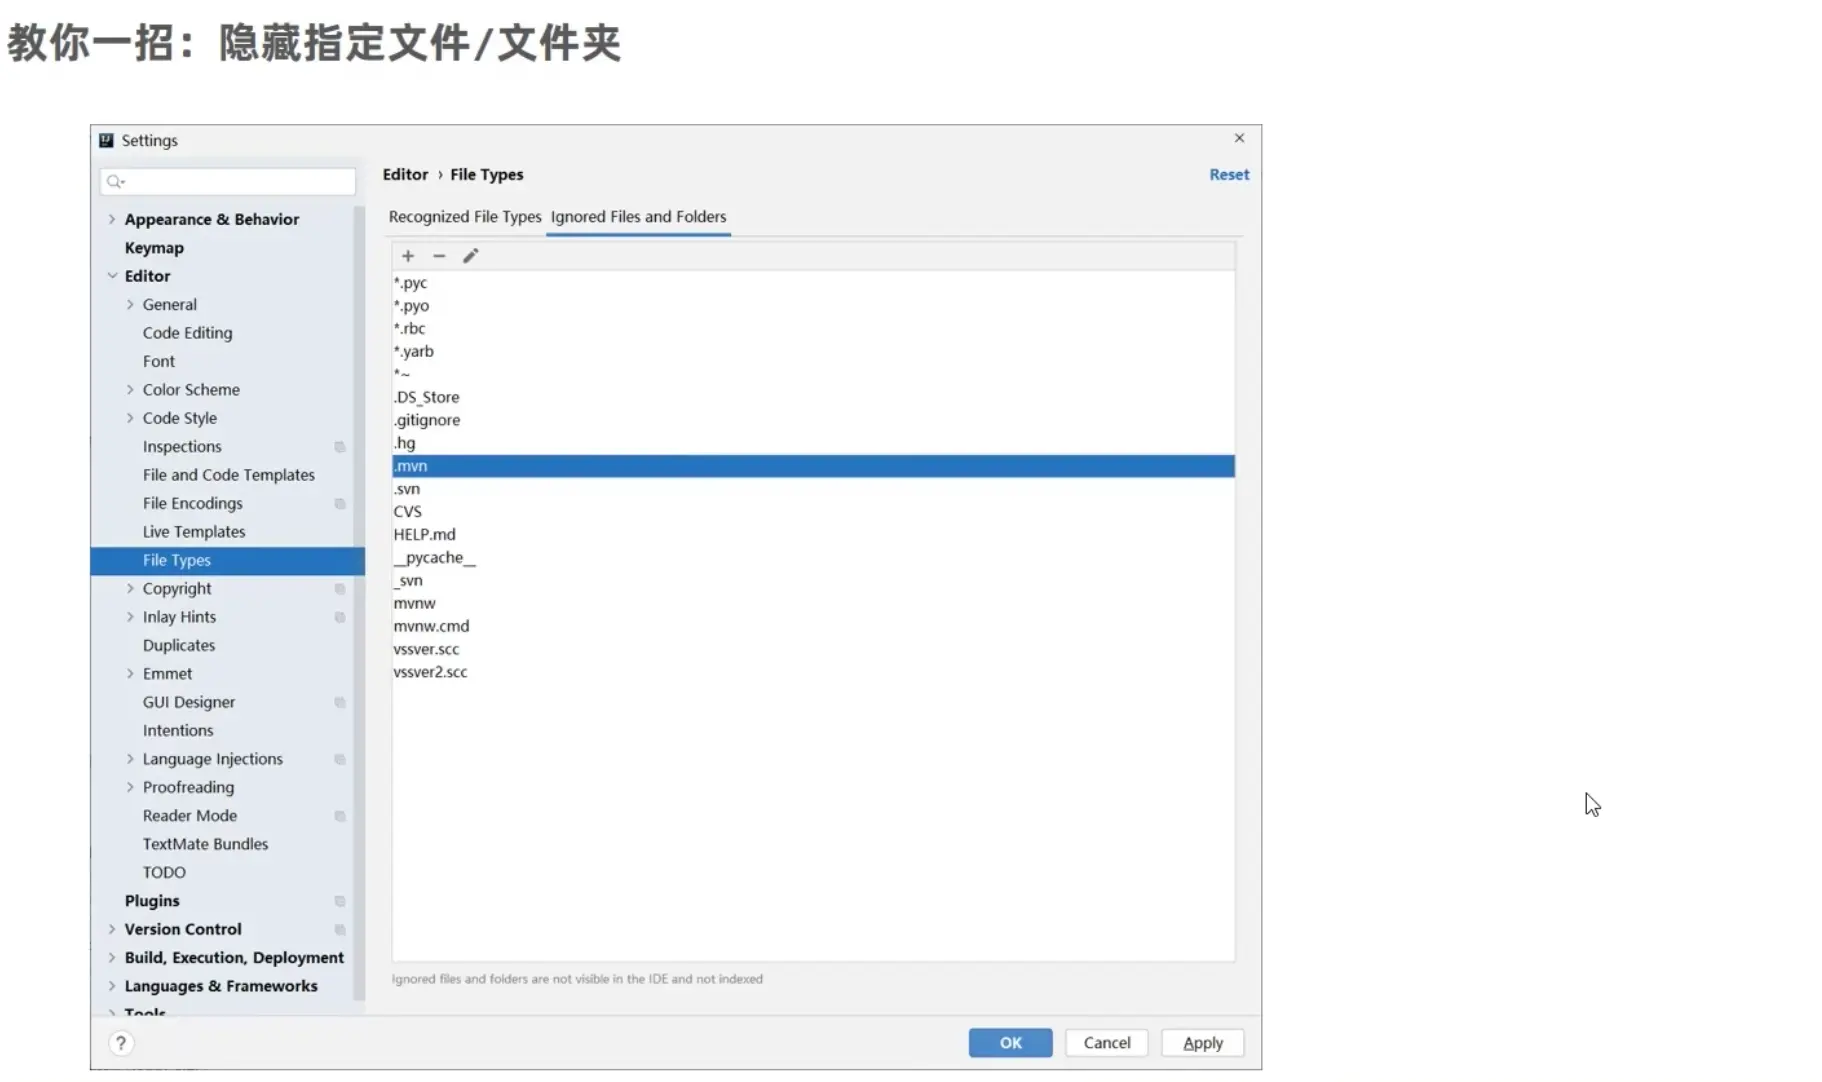 教你一招：隐藏指定文件/文件夹
Settings
Editor › File Types
Reset
Appearance & Behavior
Keymap
Editor
General
Code Editing
Font
Color Scheme
Code Style
Inspections
File and Code Templates
File Encodings
Live Templates
File Types
Copyright
Inlay Hints
Duplicates
Emmet
GUI Designer
Intentions
Language Injections
Proofreading
Reader Mode
TextMate Bundles
TODO
Plugins
Version Control
Build, Execution, Deployment
Languages & Frameworks
Tools
Recognized File Types Ignored Files and Folders
*.pyc
*.pyo
*.rbc
*.yarb
*~
.DS_Store
.gitignore
.hg
.mvn
.svn
CVS
HELP.md
__pycache__
_svn
mvnw
mvnw.cmd
vssver.scc
vssver2.scc
Ignored files and folders are not visible in the IDE and not indexed
?
OK Cancel Apply